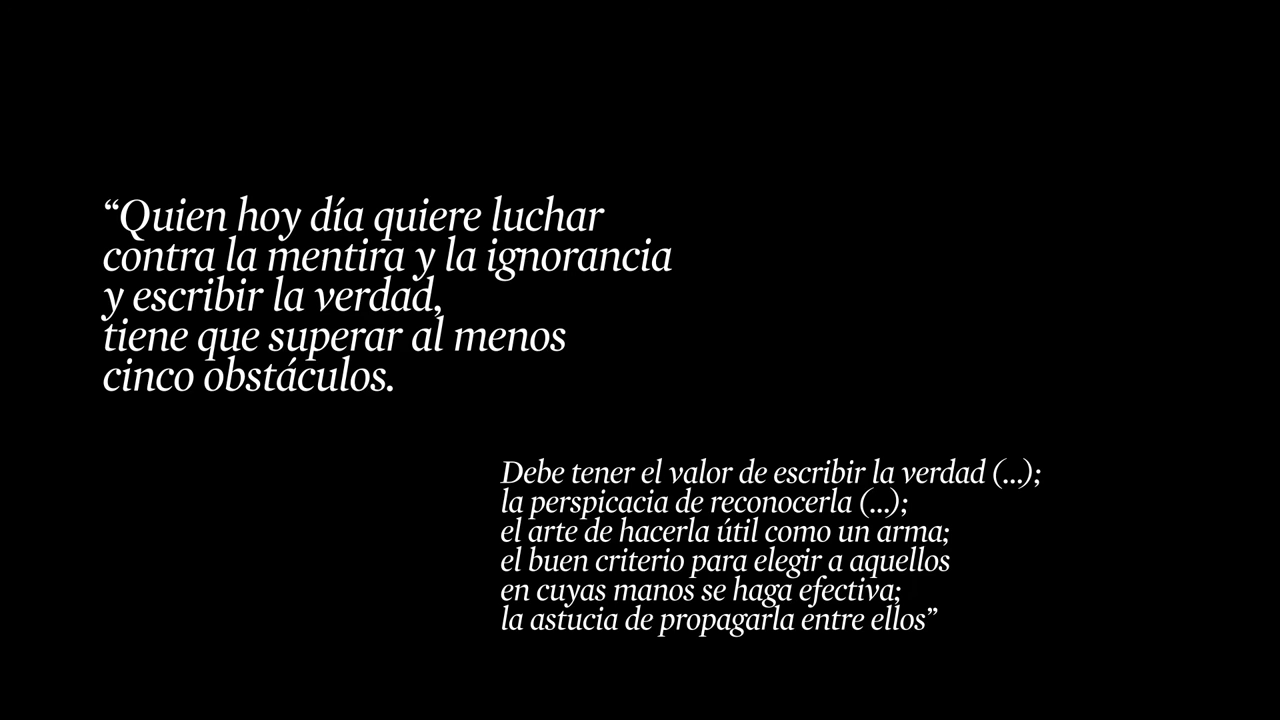 “Quien hoy día quiere luchar
contra la mentira y la ignorancia
y escribir la verdad,
tiene que superar al menos
cinco obstáculos.
Debe tener el valor de escribir la verdad (...);
la perspicacia de reconocerla (...);
el arte de hacerla útil como un arma;
el buen criterio para elegir a aquellos
en cuyas manos se haga efectiva;
la astucia de propagarla entre ellos”